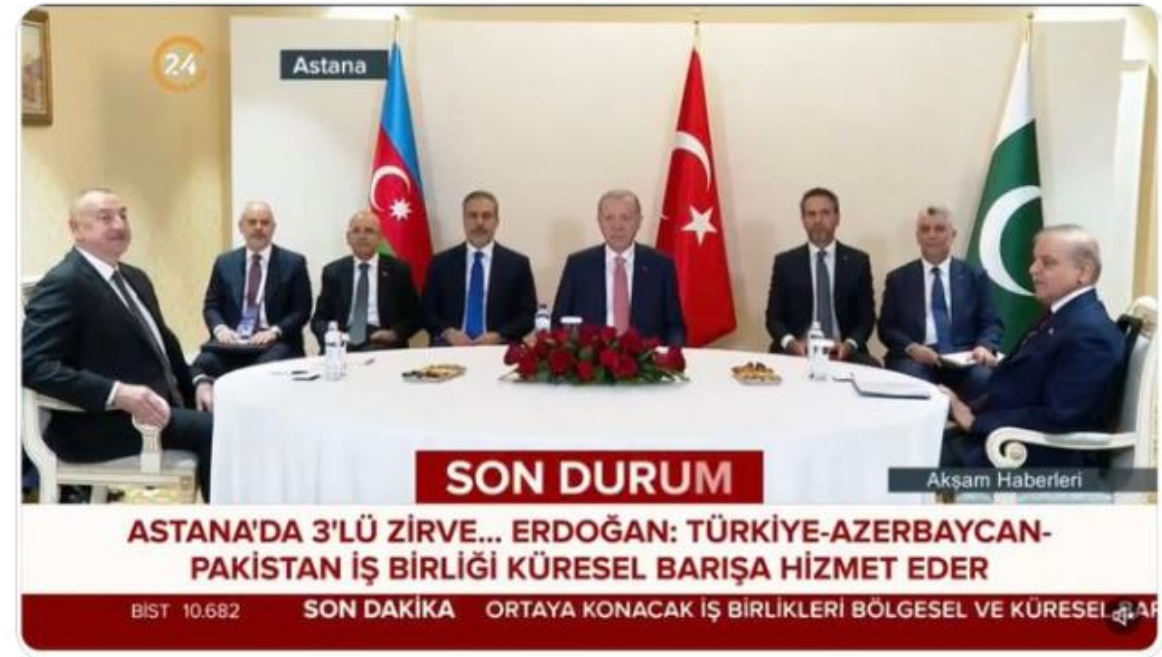 24
Astana
SON DURUM
Akşam Haberleri
ASTANA'DA 3'LÜ ZİRVE... ERDOĞAN: TÜRKİYE-AZERBAYCAN-
PAKİSTAN İŞ BİRLİĞİ KÜRESEL BARIŞA HİZMET EDER
BİST 10.682 SON DAKİKA ORTAYA KONACAK İŞ BİRLİKLERİ BÖLGESEL VE KÜRESEL